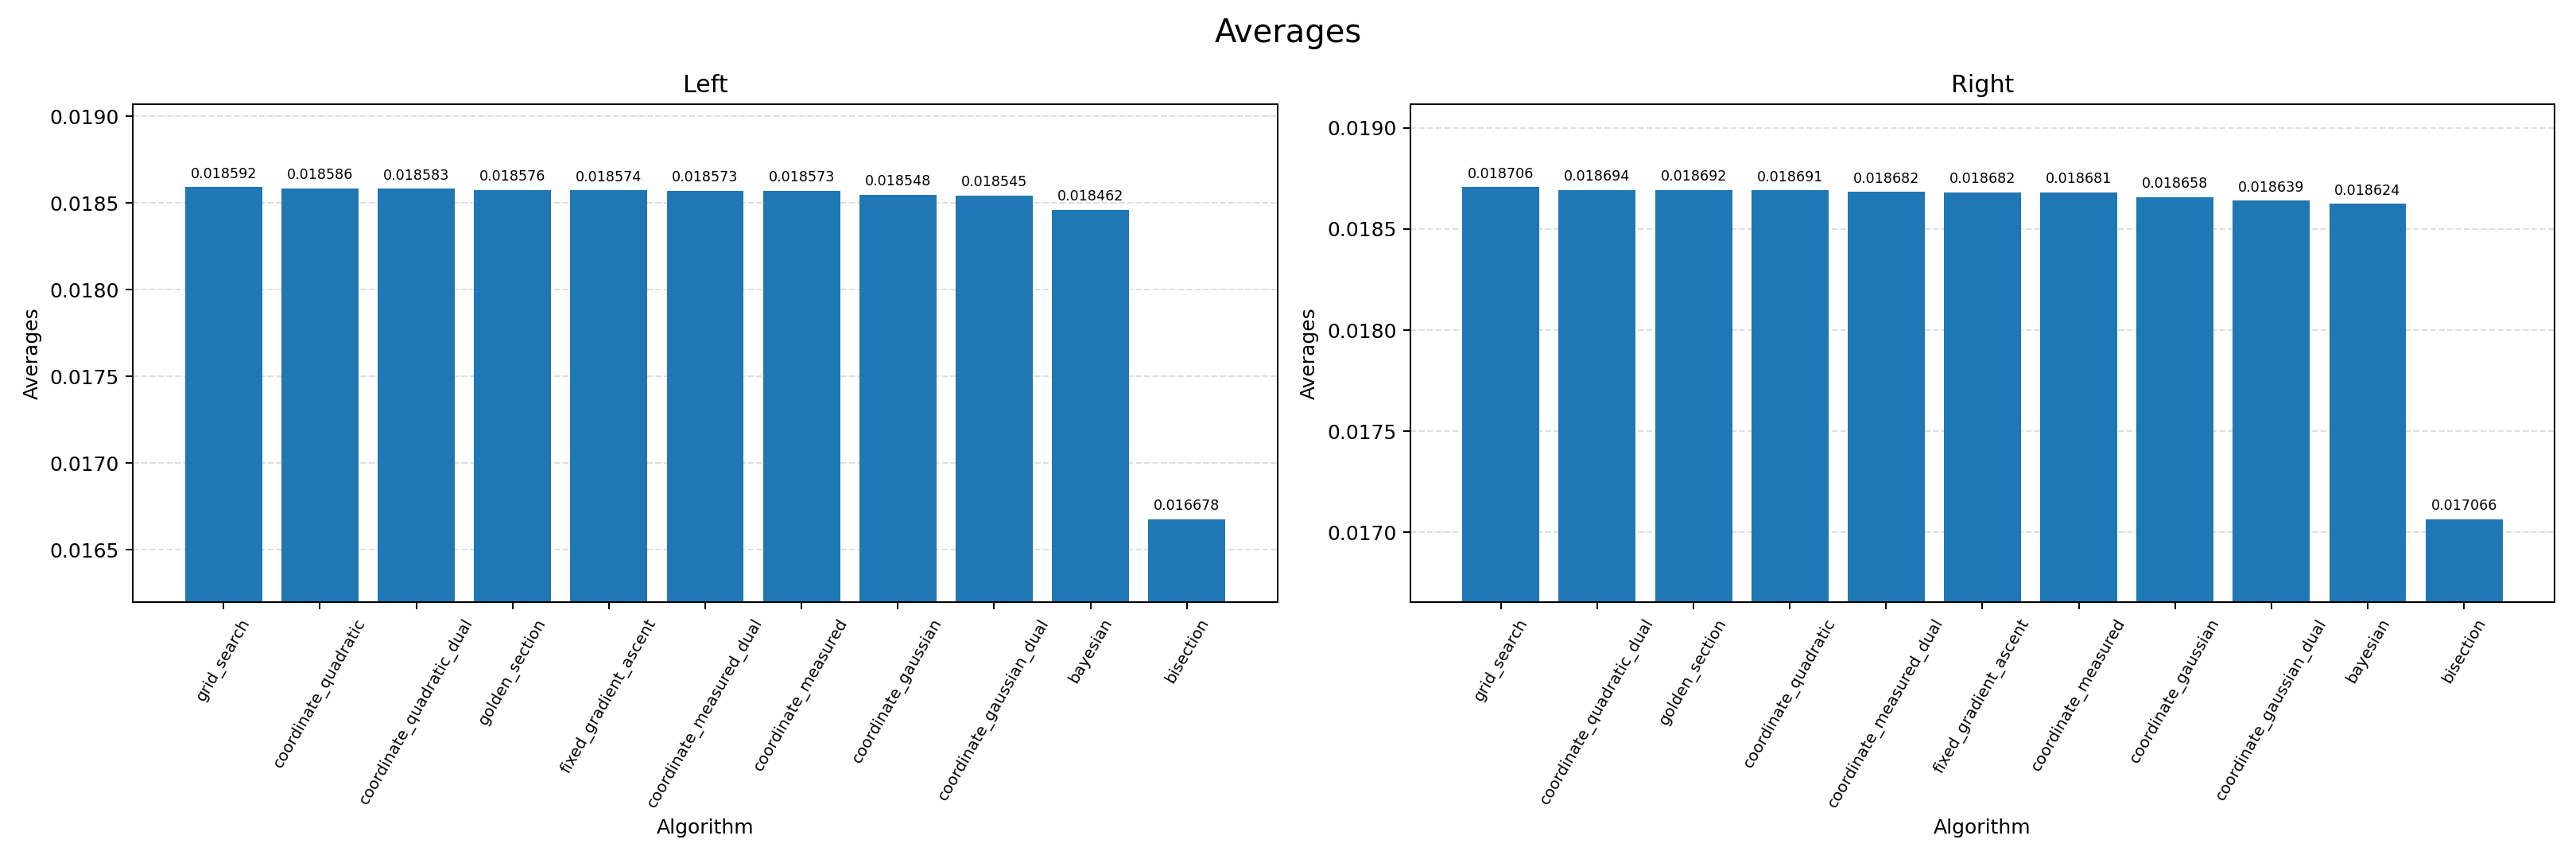 Averages
Left
Averages
0.0190
0.0185
0.0180
0.0175
0.0170
0.0165
0.018592
0.018586
0.018583
0.018576
0.018574
0.018573
0.018573
0.018548
0.018545
0.018462
0.016678
grid_search
coordinate_quadratic
coordinate_quadratic_dual
golden_section
fixed_gradient_ascent
coordinate_measured_dual
coordinate_measured
coordinate_gaussian
coordinate_gaussian_dual
bayesian
bisection
Algorithm
Right
Averages
0.0190
0.0185
0.0180
0.0175
0.0170
0.018706
0.018694
0.018692
0.018691
0.018682
0.018682
0.018681
0.018658
0.018639
0.018624
0.017066
grid_search
coordinate_quadratic_dual
golden_section
coordinate_quadratic
coordinate_measured_dual
fixed_gradient_ascent
coordinate_measured
coordinate_gaussian
coordinate_gaussian_dual
bayesian
bisection
Algorithm